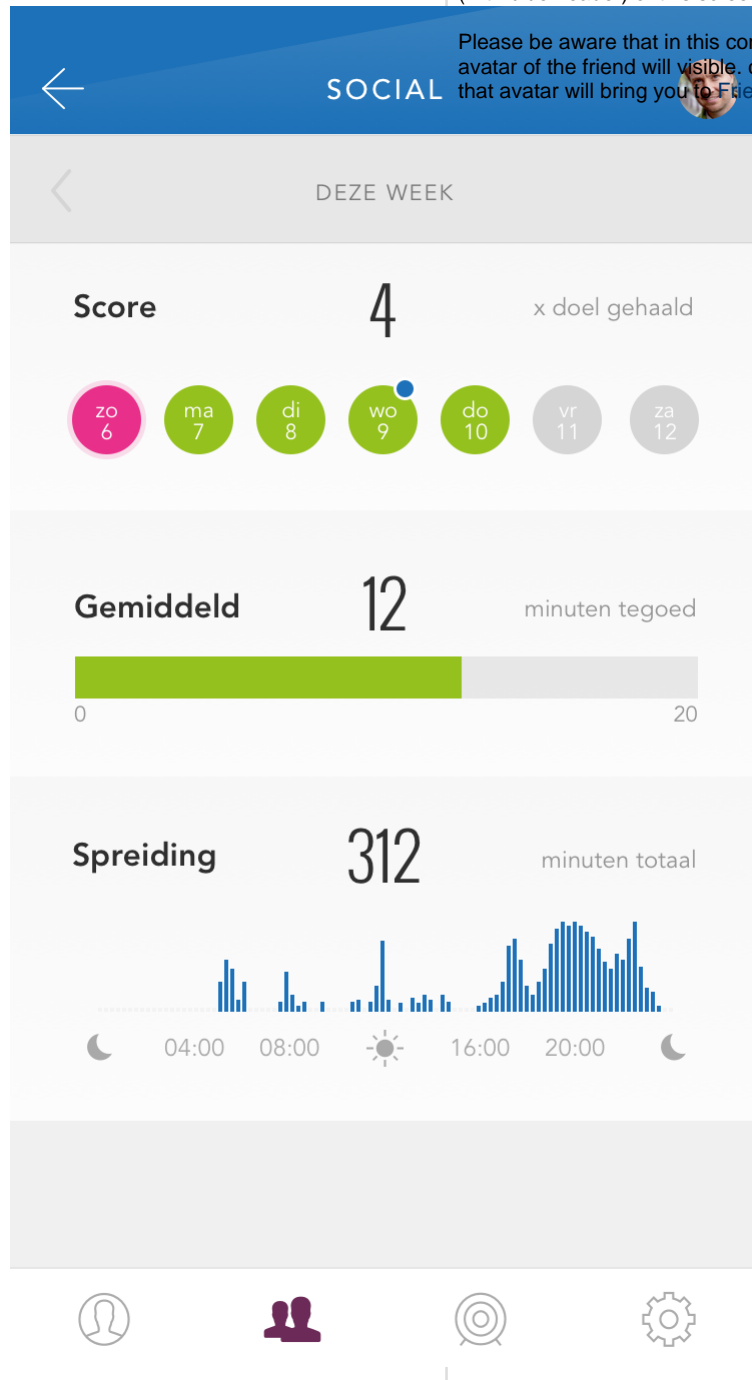 Please be aware that in this
avatar of the friend will visible.
SOCIAL
that avatar will bring you to
DEZE WEEK
Score
4
x doel gehaald
zo ma di wo do vr za
6 7 8 9 10 11 12
Gemiddeld
12
minuten tegoed
0 20
Spreiding
312
minuten totaal
04:00 08:00 16:00 20:00